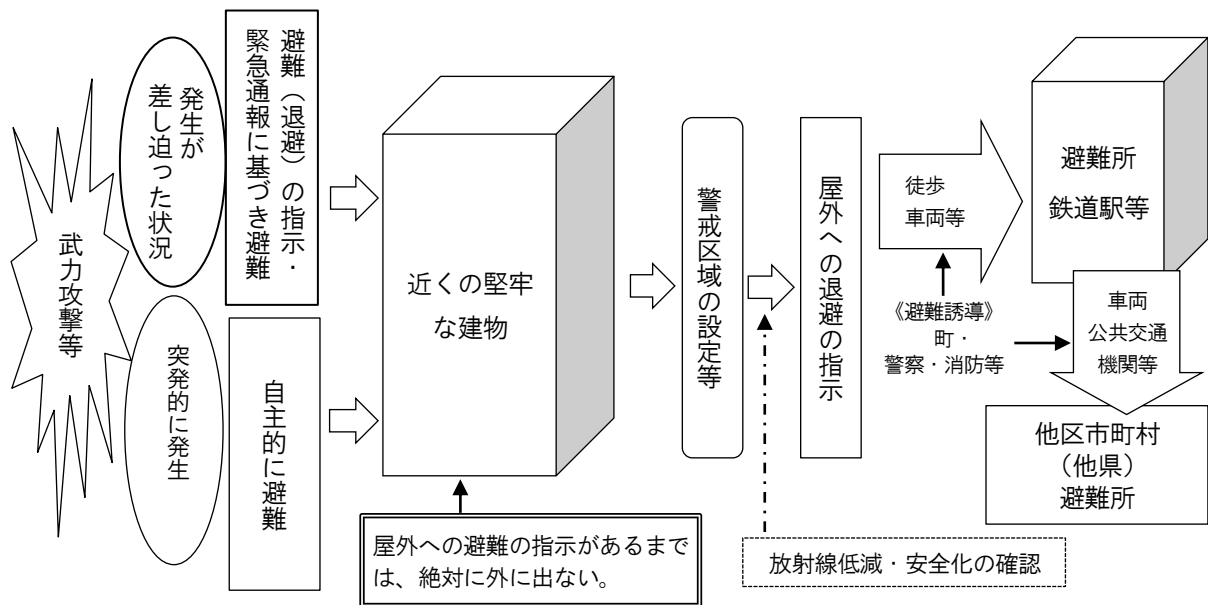 武力攻撃等
発生が
差し迫った状況
避難（退避）の指示・
緊急通報に基づき避難
突発的に発生
自主的に避難
近くの堅牢
な建物
屋外への避難の指示があるまで
は、絶対に外に出ない。
警戒区域の設定等
放射線低減・安全化の確認
屋外への退避の指示
徒歩
車両等
《避難誘導》
町・
警察・消防等
避難所
鉄道駅等
車両
公共交通
機関等
他区市町村
（他県）
避難所